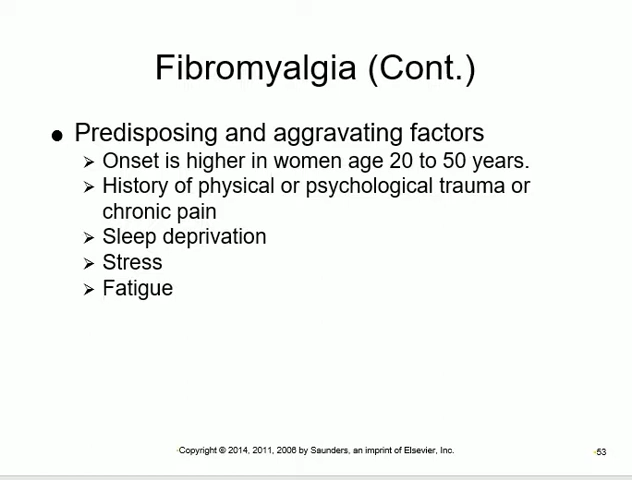 Fibromyalgia (Cont.)
● Predisposing and aggravating factors
➢ Onset is higher in women age 20 to 50 years.
➢ History of physical or psychological trauma or
chronic pain
➢ Sleep deprivation
➢ Stress
➢ Fatigue
Copyright © 2014, 2011, 2006 by Saunders, an imprint of Elsevier, Inc.
53